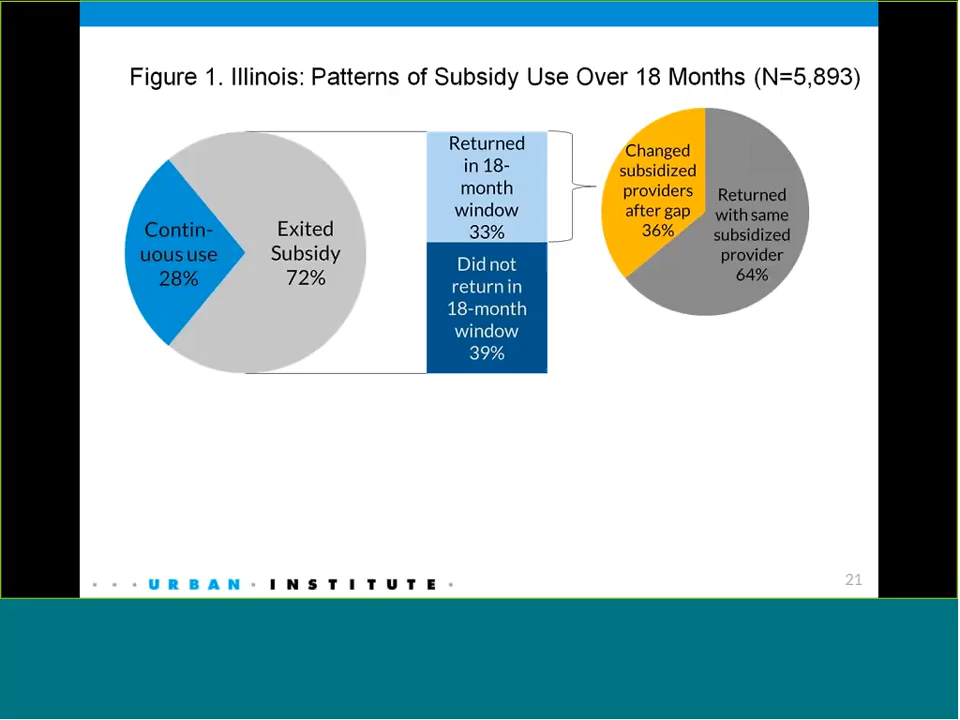 Figure 1. Illinois: Patterns of Subsidy Use Over 18 Months (N=5,893)
Contin-
uous use
28%
Exited
Subsidy
72%
Returned
in 18-
month
window
33%
Did not
return in
18-month
window
39%
Changed
subsidized
providers
after gap
36%
Returned
with same
subsidized
provider
64%
URBAN INSTITUTE
21